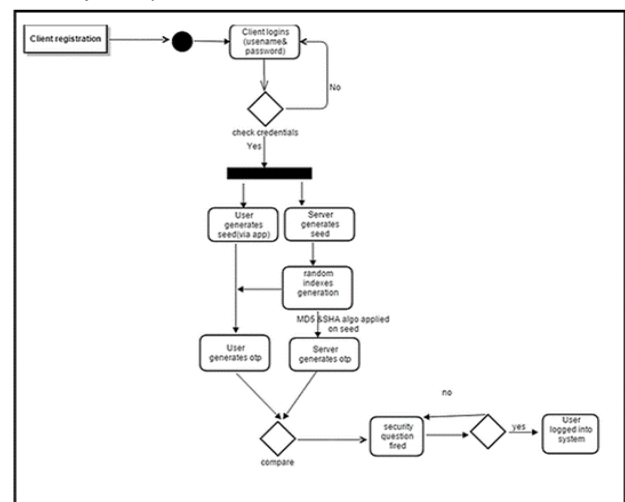 Client registration
Client logins
(usename&
password)
No
check credentials
Yes
User
generates
seed(via app)
Server
generates
seed
random
indexes
generation
MD5 &SHA algo applied
on seed
User
generates otp
Server
generates otp
no
security
question
fired
yes
User
logged into
system
compare